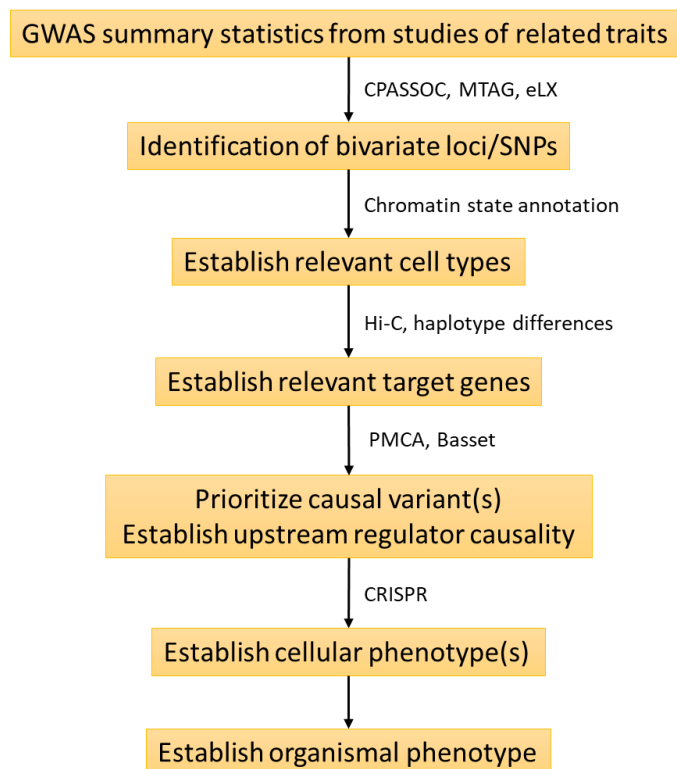 GWAS summary statistics from studies of related traits
CPASSOC, MTAG, eLX
Identification of bivariate loci/SNPs
Chromatin state annotation
Establish relevant cell types
Hi-C, haplotype differences
Establish relevant target genes
PMCA, Basset
Prioritize causal variant(s)
Establish upstream regulator causality
CRISPR
Establish cellular phenotype(s)
Establish organismal phenotype